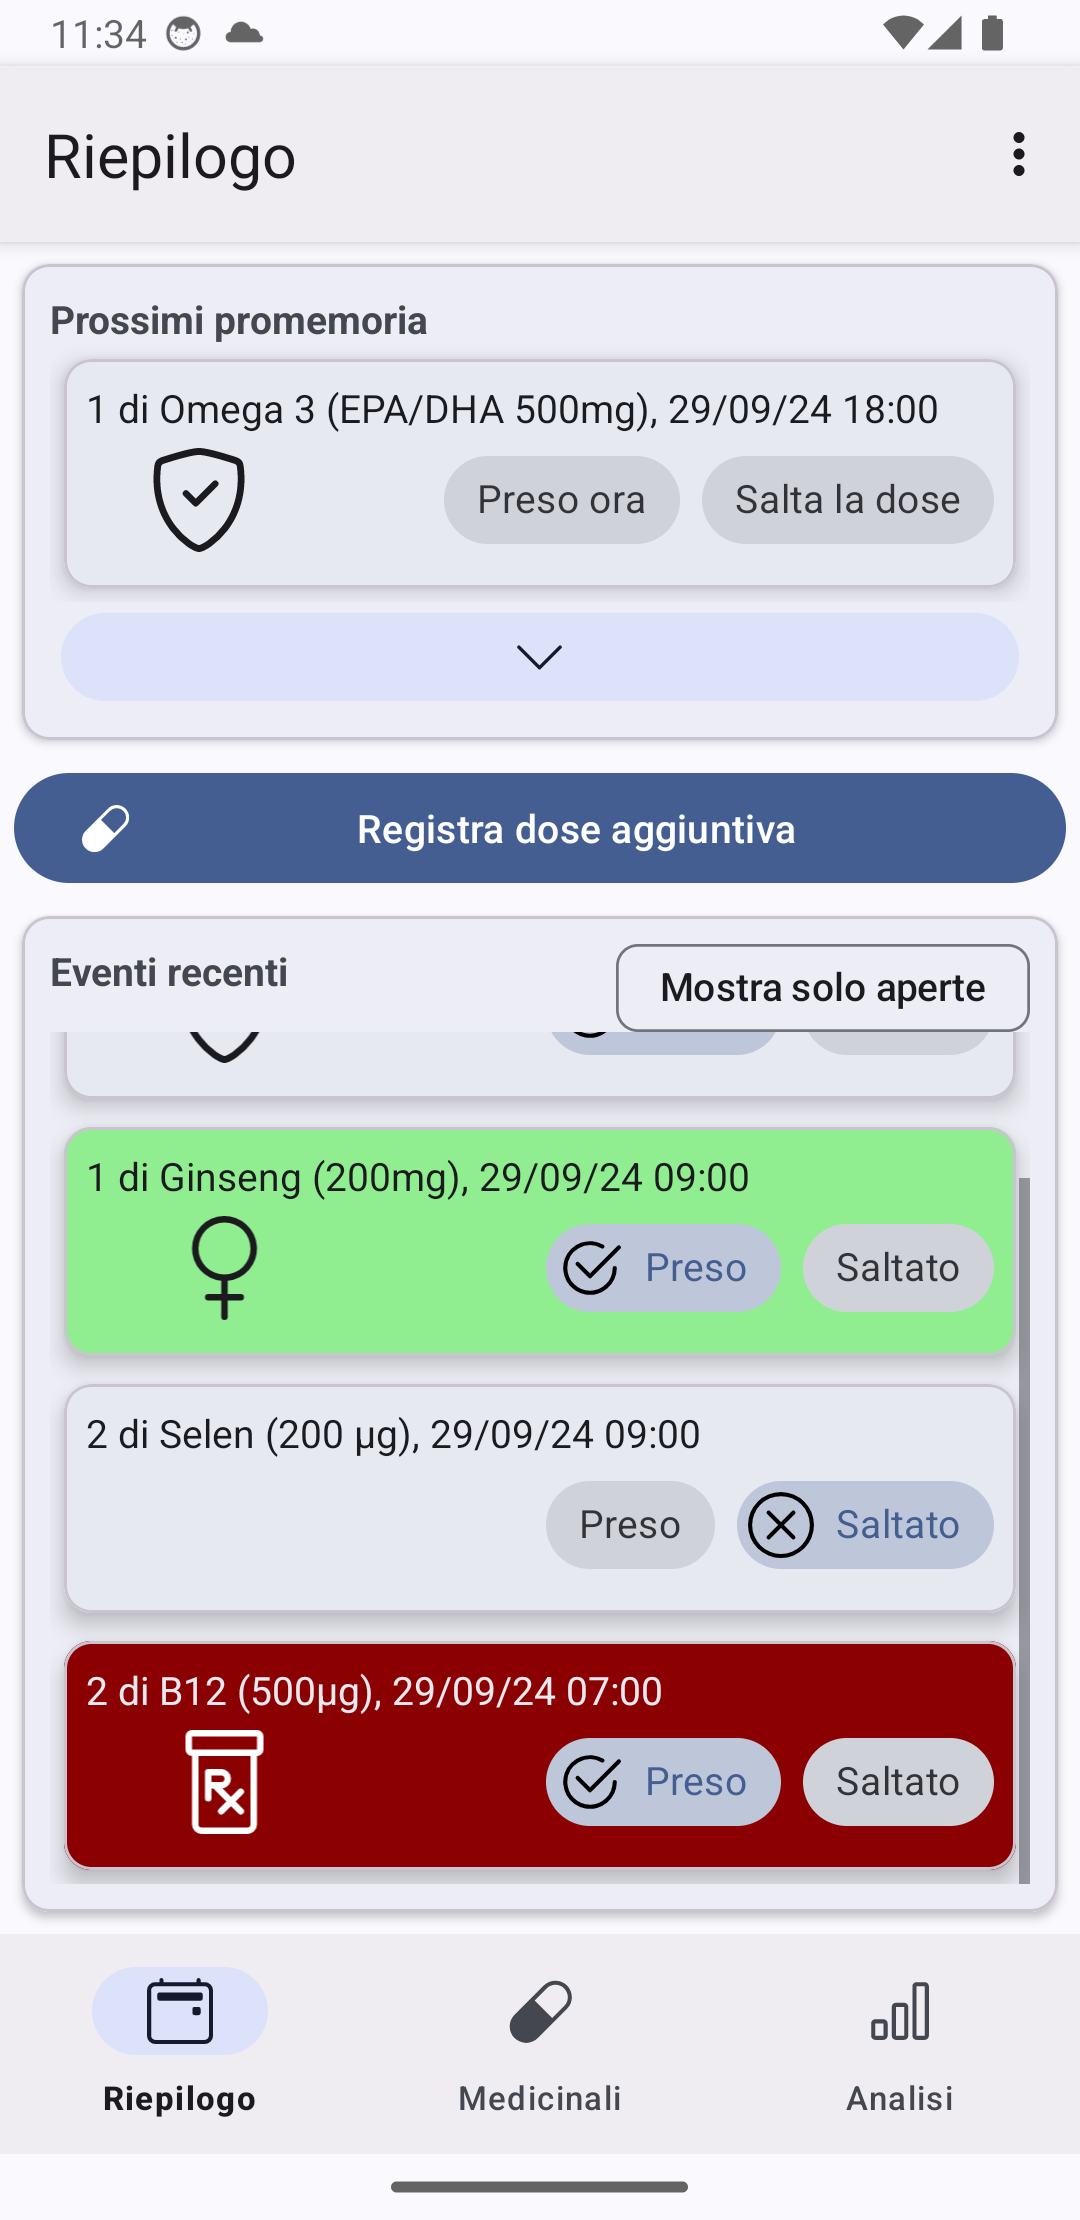 11:34
Riepilogo
Prossimi promemoria
1 di Omega 3 (EPA/DHA 500mg), 29/09/24 18:00
Preso ora
Salta la dose
Registra dose aggiuntiva
Eventi recenti
Mostra solo aperte
1 di Ginseng (200mg), 29/09/24 09:00
Preso
Saltato
2 di Selen (200 µg), 29/09/24 09:00
Preso
Saltato
2 di B12 (500µg), 29/09/24 07:00
Rx
Preso
Saltato
Riepilogo
Medicinali
Analisi